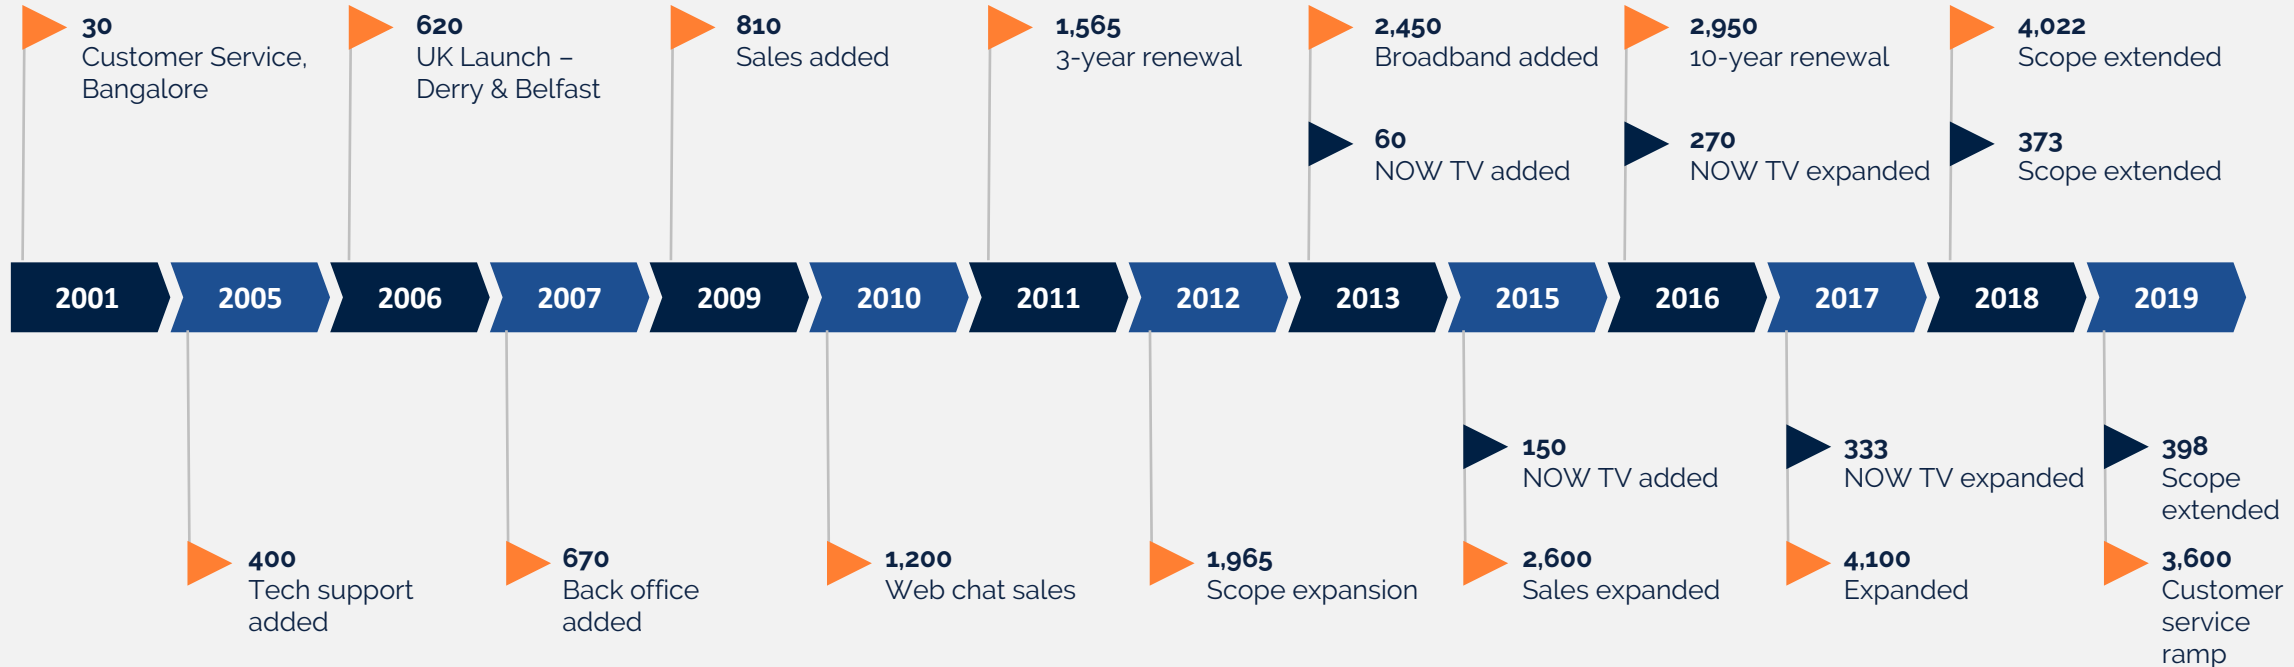 30
Customer Service,
Bangalore
620
UK Launch –
Derry & Belfast
810
Sales added
1,565
3-year renewal
2,450
Broadband added
60
NOW TV added
2,950
10-year renewal
270
NOW TV expanded
4,022
Scope extended
373
Scope extended
2001
2005
2006
2007
2009
2010
2011
2012
2013
2015
2016
2017
2018
2019
400
Tech support
added
670
Back office
added
1,200
Web chat sales
1,965
Scope expansion
150
NOW TV added
2,600
Sales expanded
333
NOW TV expanded
4,100
Expanded
398
Scope
extended
3,600
Customer
service
ramp